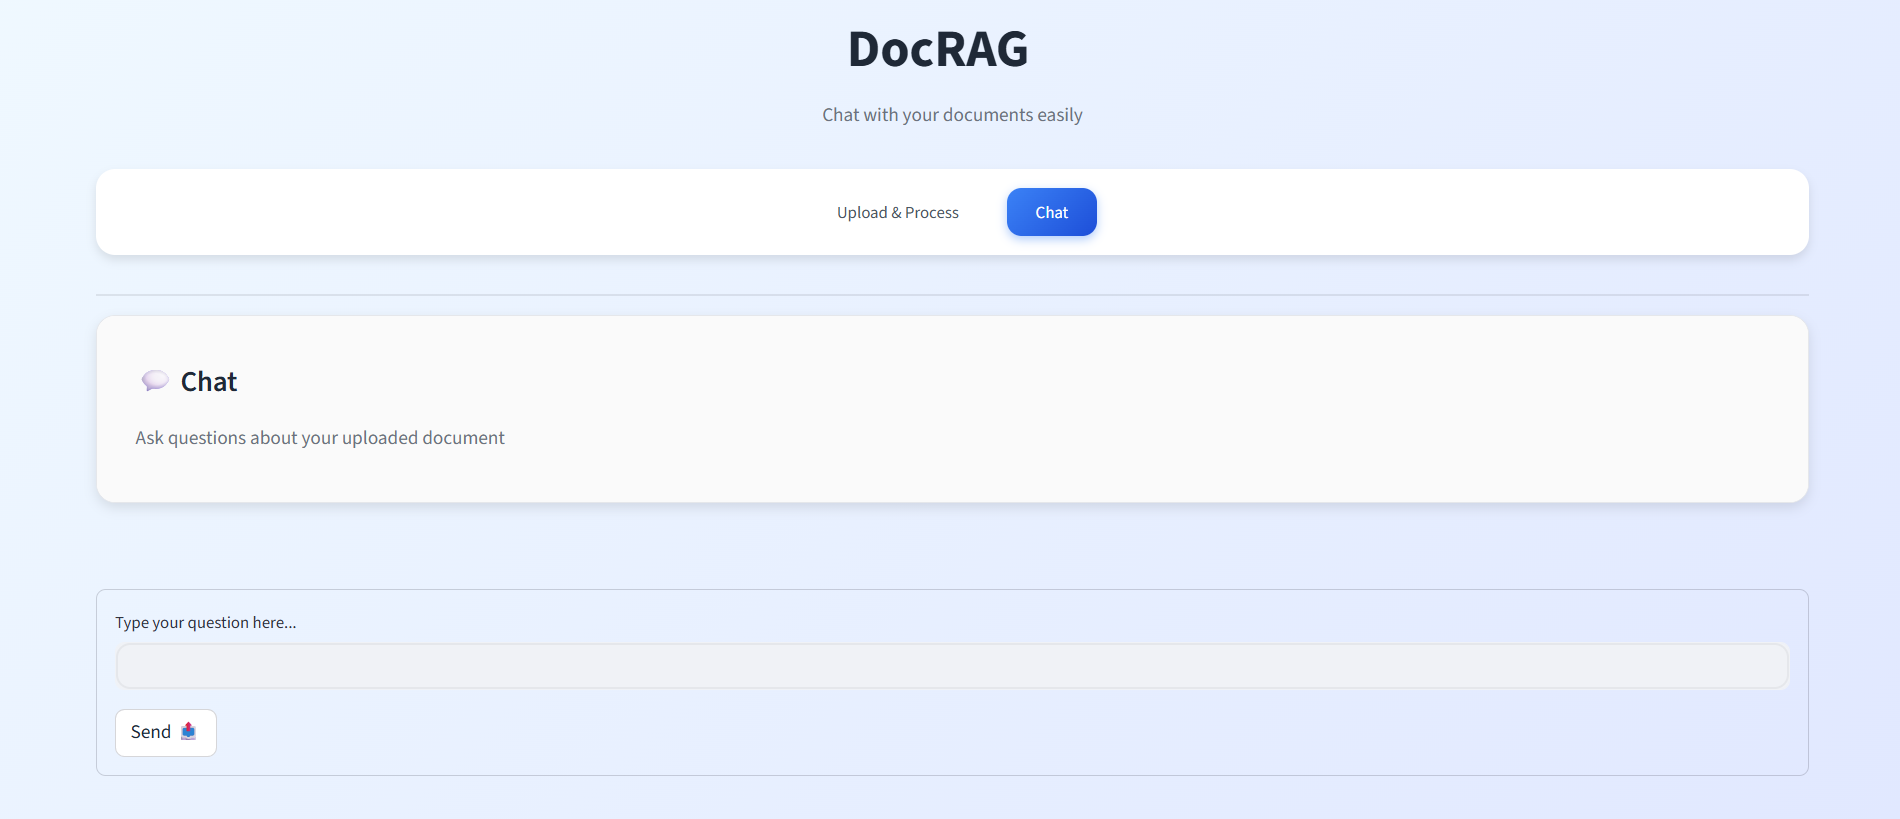 DocRAG
Chat with your documents easily
Upload & Process
Chat
Chat
Ask questions about your uploaded document
Type your question here...
Send